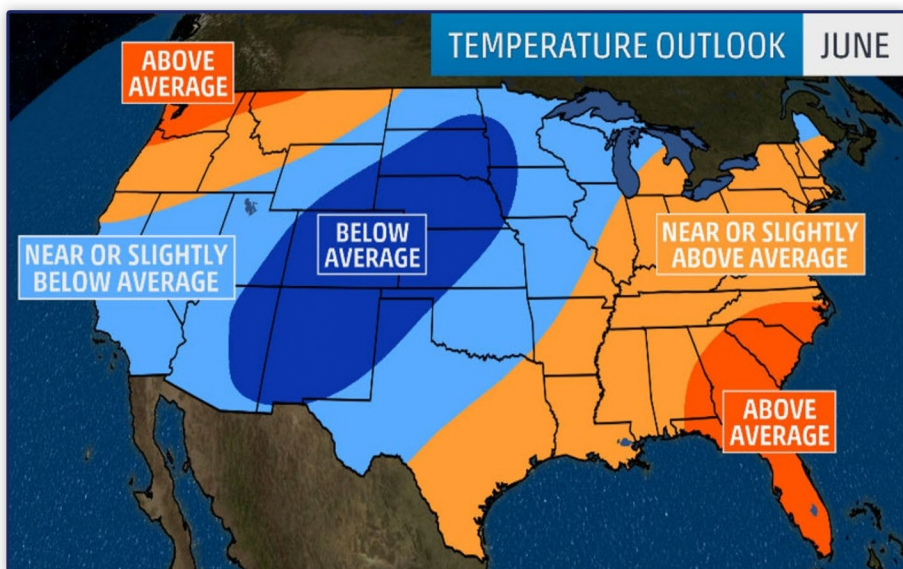 TEMPERATURE OUTLOOK JUNE
ABOVE
AVERAGE
NEAR OR SLIGHTLY
BELOW AVERAGE
BELOW
AVERAGE
NEAR OR SLIGHTLY
ABOVE AVERAGE
ABOVE
AVERAGE